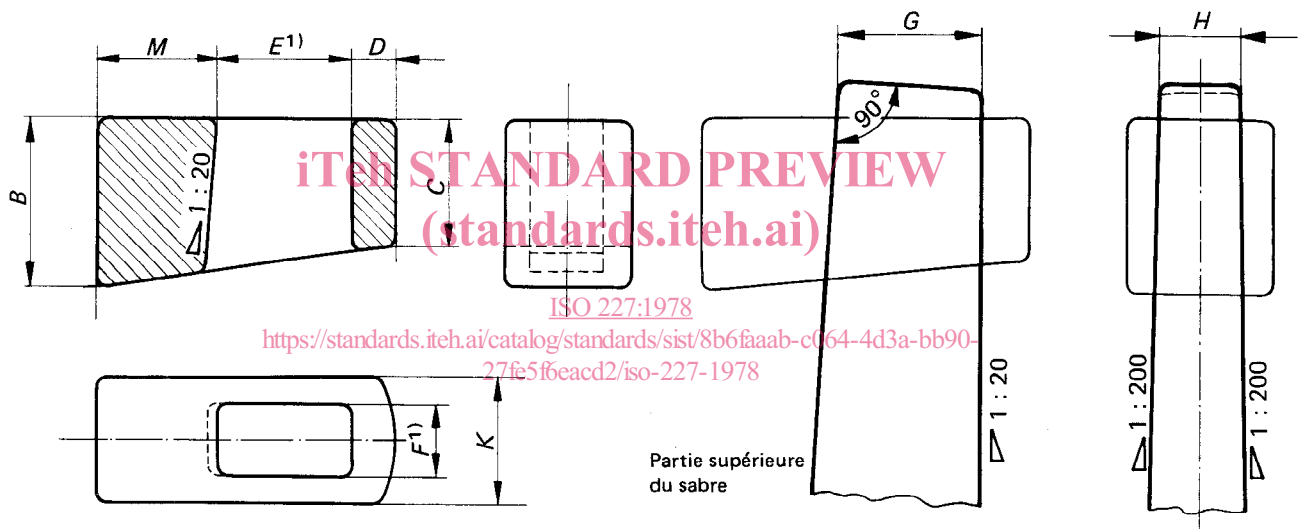 M
E1)
D
G
H
B
1 : 20
C
90°
iTeh STANDARD PREVIEW
(standards.iteh.ai)
ISO 227:1978
https://standards.iteh.ai/catalog/standards/sist/8b6faaab-c064-4d3a-bb90-
27fe5f6eacd2/iso-227-1978
F1)
K
Partie supérieure
du sabre
1 : 20
1 : 200
1 : 200